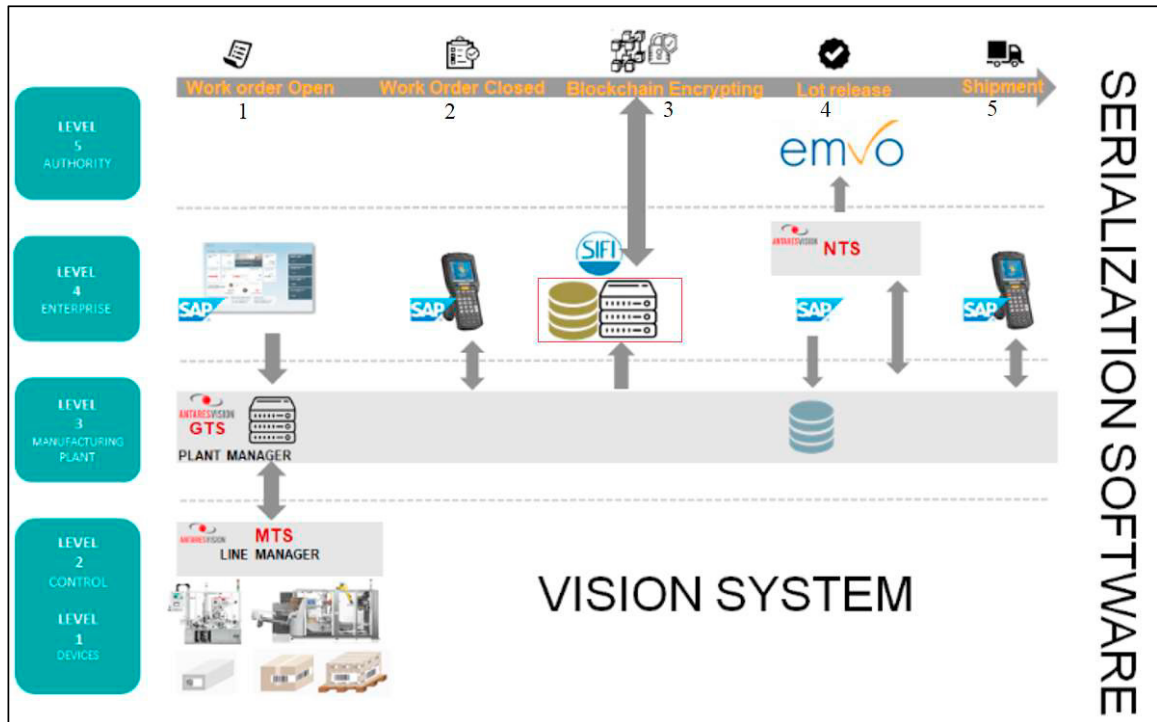 Work order Open
Work Order Closed
Blockchain Encrypting
Lot release
Shipment
1
2
3
4
5
LEVEL
5
AUTHORITY
emvo
LEVEL
4
ENTERPRISE
SAP
SAP
SIFI
ANTARESVISION
NTS
SAP
SAP
LEVEL
3
MANUFACTURING
PLANT
ANTARESVISION
GTS
PLANT MANAGER
LEVEL
2
CONTROL
LEVEL
1
DEVICES
ANTARESVISION
MTS
LINE MANAGER
VISION SYSTEM
SERIALIZATION SOFTWARE